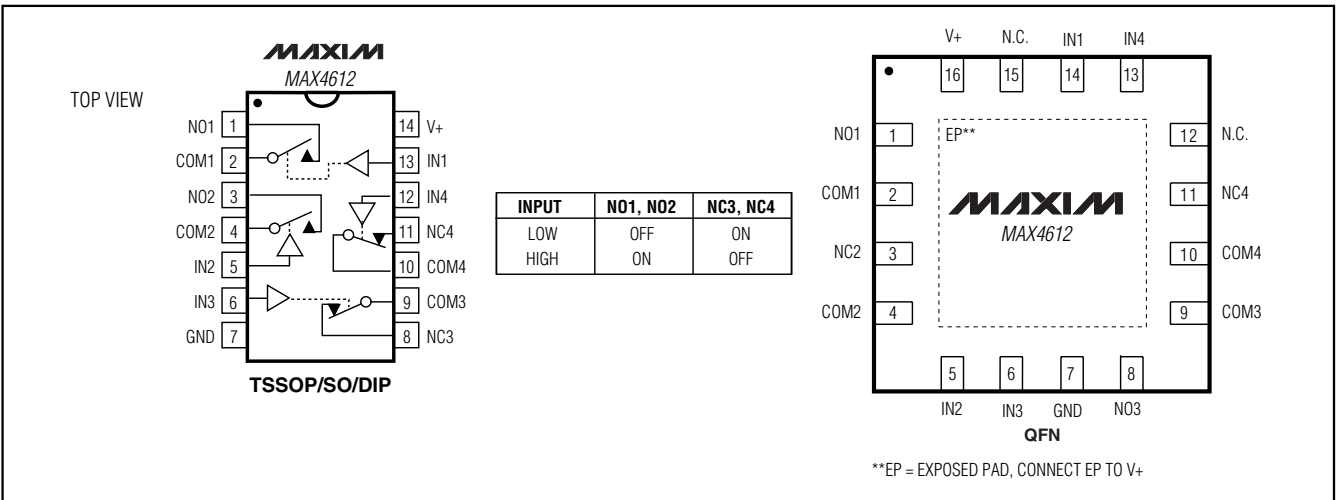 TOP VIEW
MAXIM
MAX4612
NO1 1
COM1 2
NO2 3
COM2 4
IN2 5
IN3 6
GND 7
14 V+
13 IN1
12 IN4
11 NC4
10 COM4
9 COM3
8 NC3
TSSOP/SO/DIP
INPUT NO1, NO2 NC3, NC4
LOW OFF ON
HIGH ON OFF
V+ N.C. IN1 IN4
16 15 14 13
NO1 1
COM1 2
NC2 3
COM2 4
EP**
MAXIM
MAX4612
12 N.C.
11 NC4
10 COM4
9 COM3
5 6 7 8
IN2 IN3 GND NO3
QFN
**EP = EXPOSED PAD, CONNECT EP TO V+